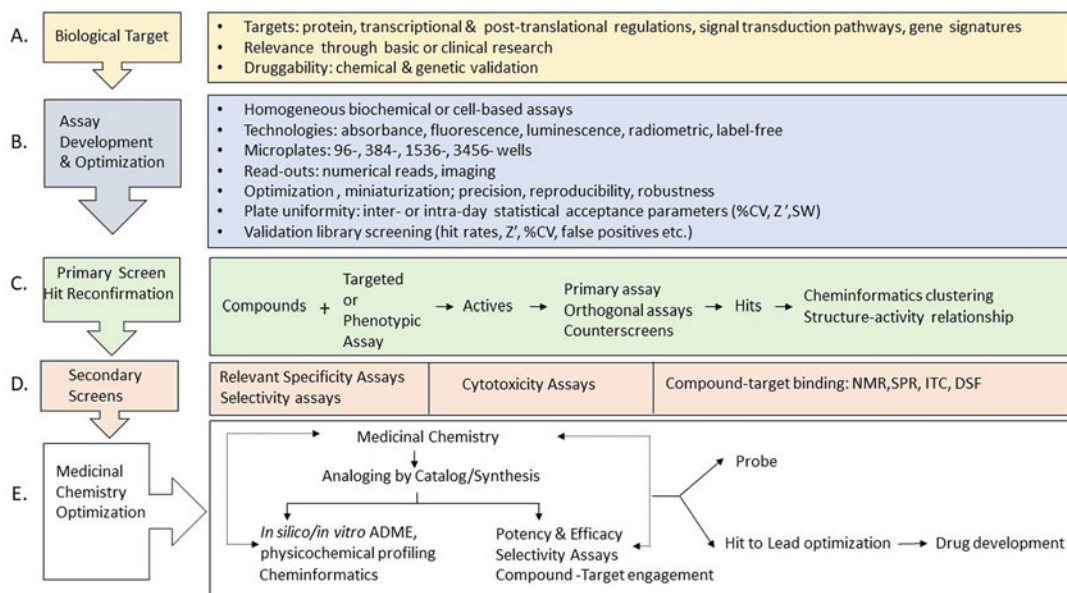 A.
Biological Target
• Targets: protein, transcriptional & post-translational regulations, signal transduction pathways, gene signatures
• Relevance through basic or clinical research
• Druggability: chemical & genetic validation
B.
Assay
Development
& Optimization
• Homogeneous biochemical or cell-based assays
• Technologies: absorbance, fluorescence, luminescence, radiometric, label-free
• Microplates: 96-, 384-, 1536-, 3456- wells
• Read-outs: numerical reads, imaging
• Optimization , miniaturization; precision, reproducibility, robustness
• Plate uniformity: inter- or intra-day statistical acceptance parameters (%CV, Z',SW)
• Validation library screening (hit rates, Z', %CV, false positives etc.)
C.
Primary Screen
Hit Reconfirmation
Compounds
+
Targeted
or
Phenotypic
Assay
Actives
Primary assay
Orthogonal assays
Counterscreens
Hits
Cheminformatics clustering
Structure-activity relationship
D.
Secondary
Screens
Relevant Specificity Assays
Selectivity assays
Cytotoxicity Assays
Compound-target binding: NMR,SPR, ITC, DSF
E.
Medicinal
Chemistry
Optimization
Medicinal Chemistry
Analoging by Catalog/Synthesis
In silico/in vitro ADME,
physicochemical profiling
Cheminformatics
Potency & Efficacy
Selectivity Assays
Compound -Target engagement
Probe
Hit to Lead optimization
Drug development